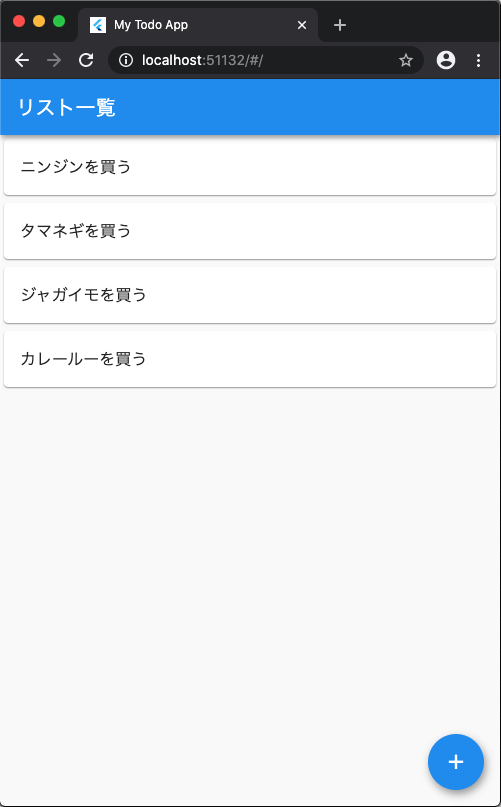 My Todo App
localhost:51132/#/
リスト一覧
ニンジンを買う
タマネギを買う
ジャガイモを買う
カレールーを買う